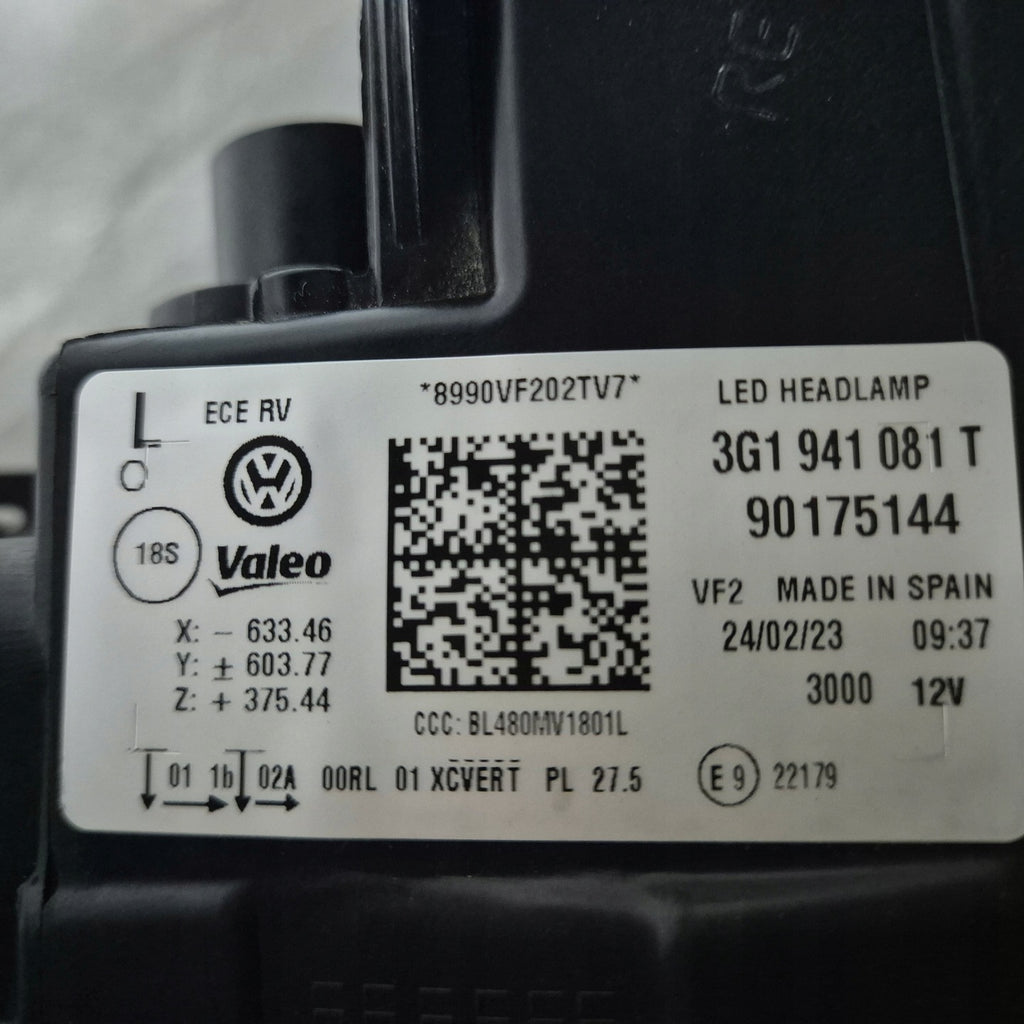 RE
L
O
ECE RV
18S
Valeo
X: - 633.46
Y: ± 603.77
Z: + 375.44
*8990VF202TV7*
CCC: BL480MV1801L
LED HEADLAMP
3G1 941 081 T
90175144
VF2 MADE IN SPAIN
24/02/23 09:37
3000 12V
01 1b 02A 00RL 01 XCVERT PL 27.5
E 9 22179